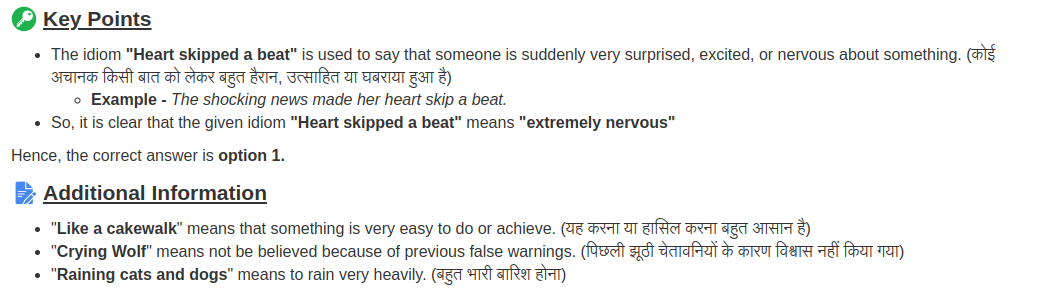 Key Points
The idiom "Heart skipped a beat" is used to say that someone is suddenly very surprised, excited, or nervous about something. (कोई
अचानक किसी बात को लेकर बहुत हैरान, उत्साहित या घबराया हुआ है)
Example - The shocking news made her heart skip a beat.
So, it is clear that the given idiom "Heart skipped a beat" means "extremely nervous"
Hence, the correct answer is option 1.
Additional Information
"Like a cakewalk" means that something is very easy to do or achieve. (यह करना या हासिल करना बहुत आसान है)
"Crying Wolf" means not be believed because of previous false warnings. (पिछली झूठी चेतावनियों के कारण विश्वास नहीं किया गया)
"Raining cats and dogs" means to rain very heavily. (बहुत भारी बारिश होना)